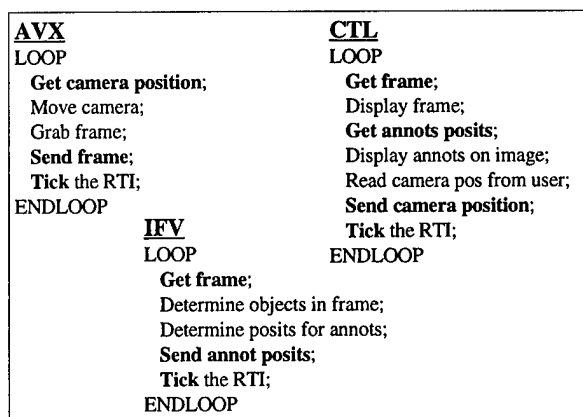 AVX
LOOP
Get camera position;
Move camera;
Grab frame;
Send frame;
Tick the RTI;
ENDLOOP
CTL
LOOP
Get frame;
Display frame;
Get annots posits;
Display annots on image;
Read camera pos from user;
Send camera position;
Tick the RTI;
ENDLOOP
IFV
LOOP
Get frame;
Determine objects in frame;
Determine posits for annots;
Send annot posits;
Tick the RTI;
ENDLOOP